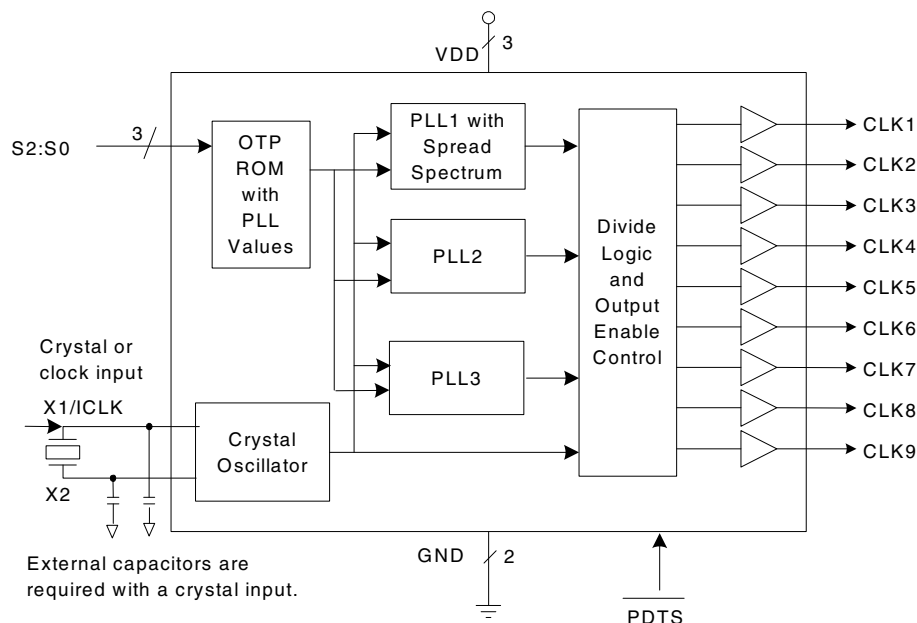 VDD
3
S2:S0
3
OTP
ROM
with
PLL
Values
PLL1 with
Spread
Spectrum
PLL2
PLL3
Divide
Logic
and
Output
Enable
Control
CLK1
CLK2
CLK3
CLK4
CLK5
CLK6
CLK7
CLK8
CLK9
Crystal or
clock input
X1/ICLK
X2
Crystal
Oscillator
External capacitors are
required with a crystal input.
GND
2
PDTS